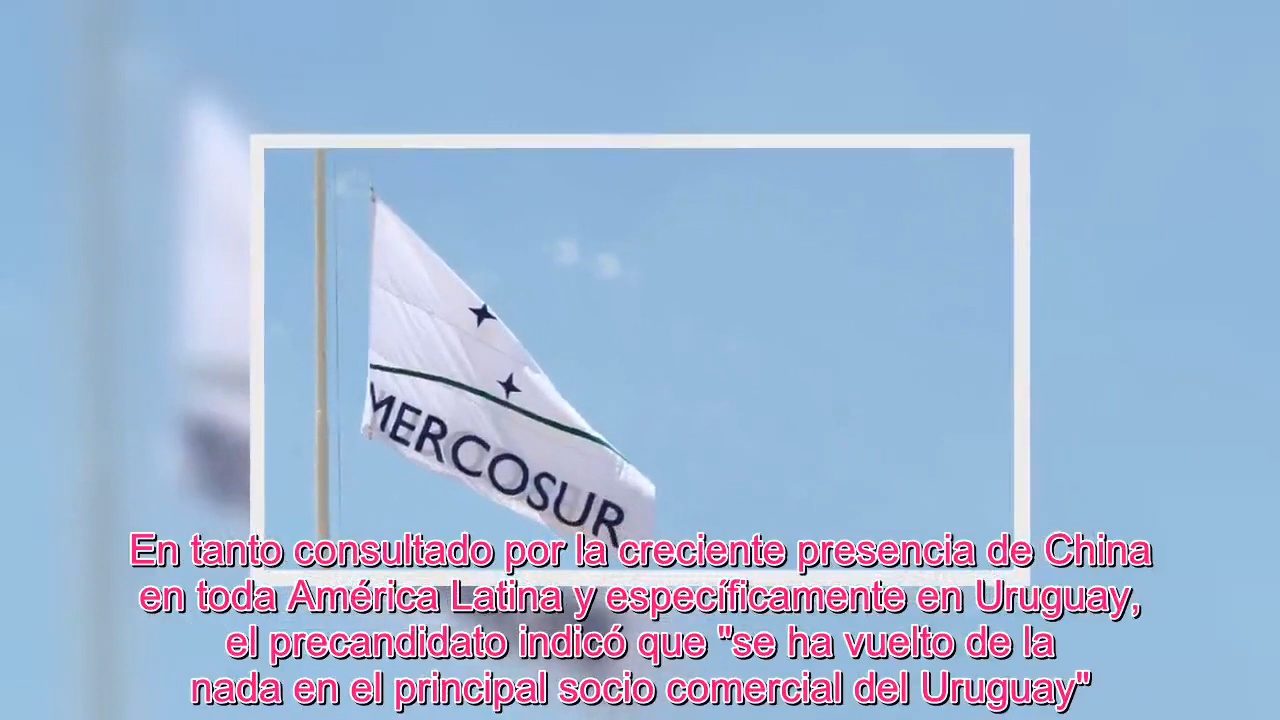 MERCOSUR
En tanto consultado por la creciente presencia de China
en toda América Latina y específicamente en Uruguay,
el precandidato indicó que "se ha vuelto de la
nada en el principal socio comercial del Uruguay"